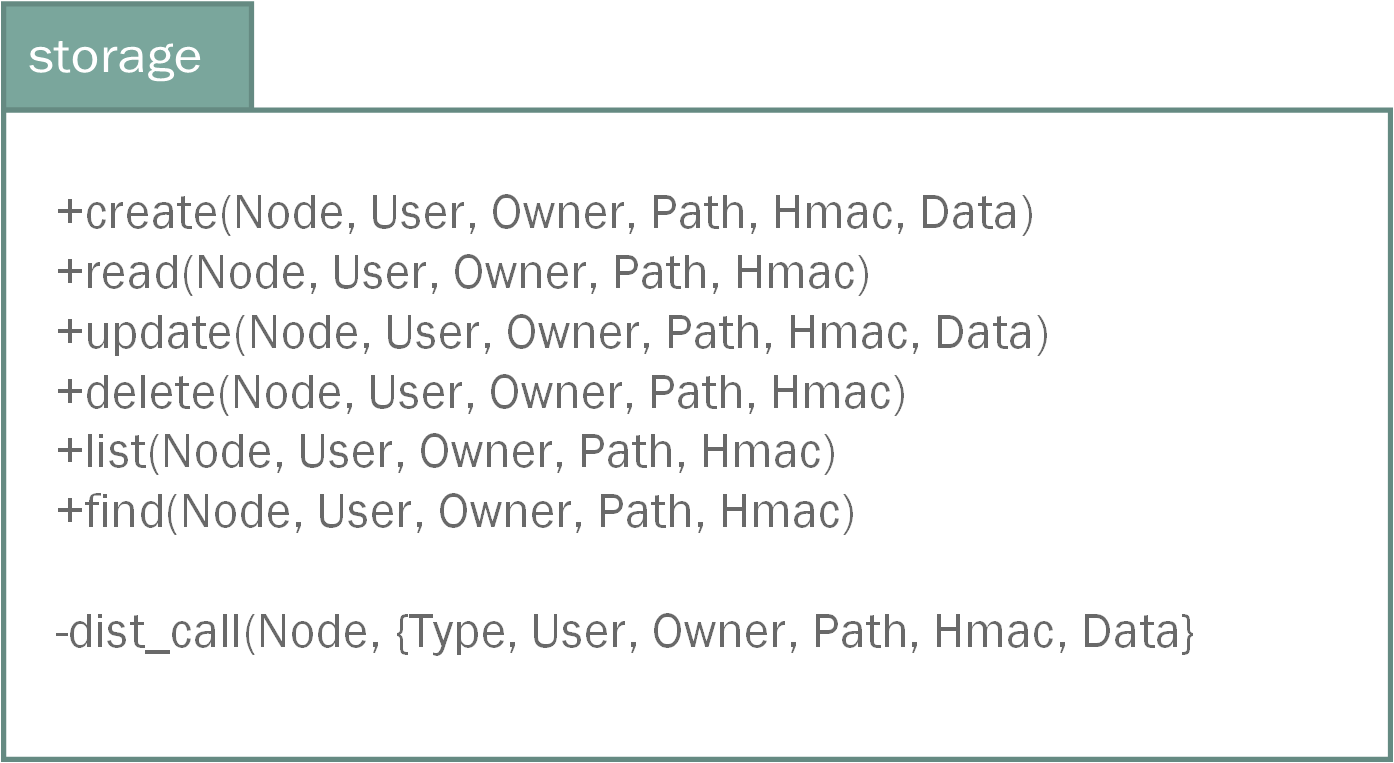 storage
+create(Node, User, Owner, Path, Hmac, Data)
+read(Node, User, Owner, Path, Hmac)
+update(Node, User, Owner, Path, Hmac, Data)
+delete(Node, User, Owner, Path, Hmac)
+list(Node, User, Owner, Path, Hmac)
+find(Node, User, Owner, Path, Hmac)
-dist_call(Node, {Type, User, Owner, Path, Hmac, Data}